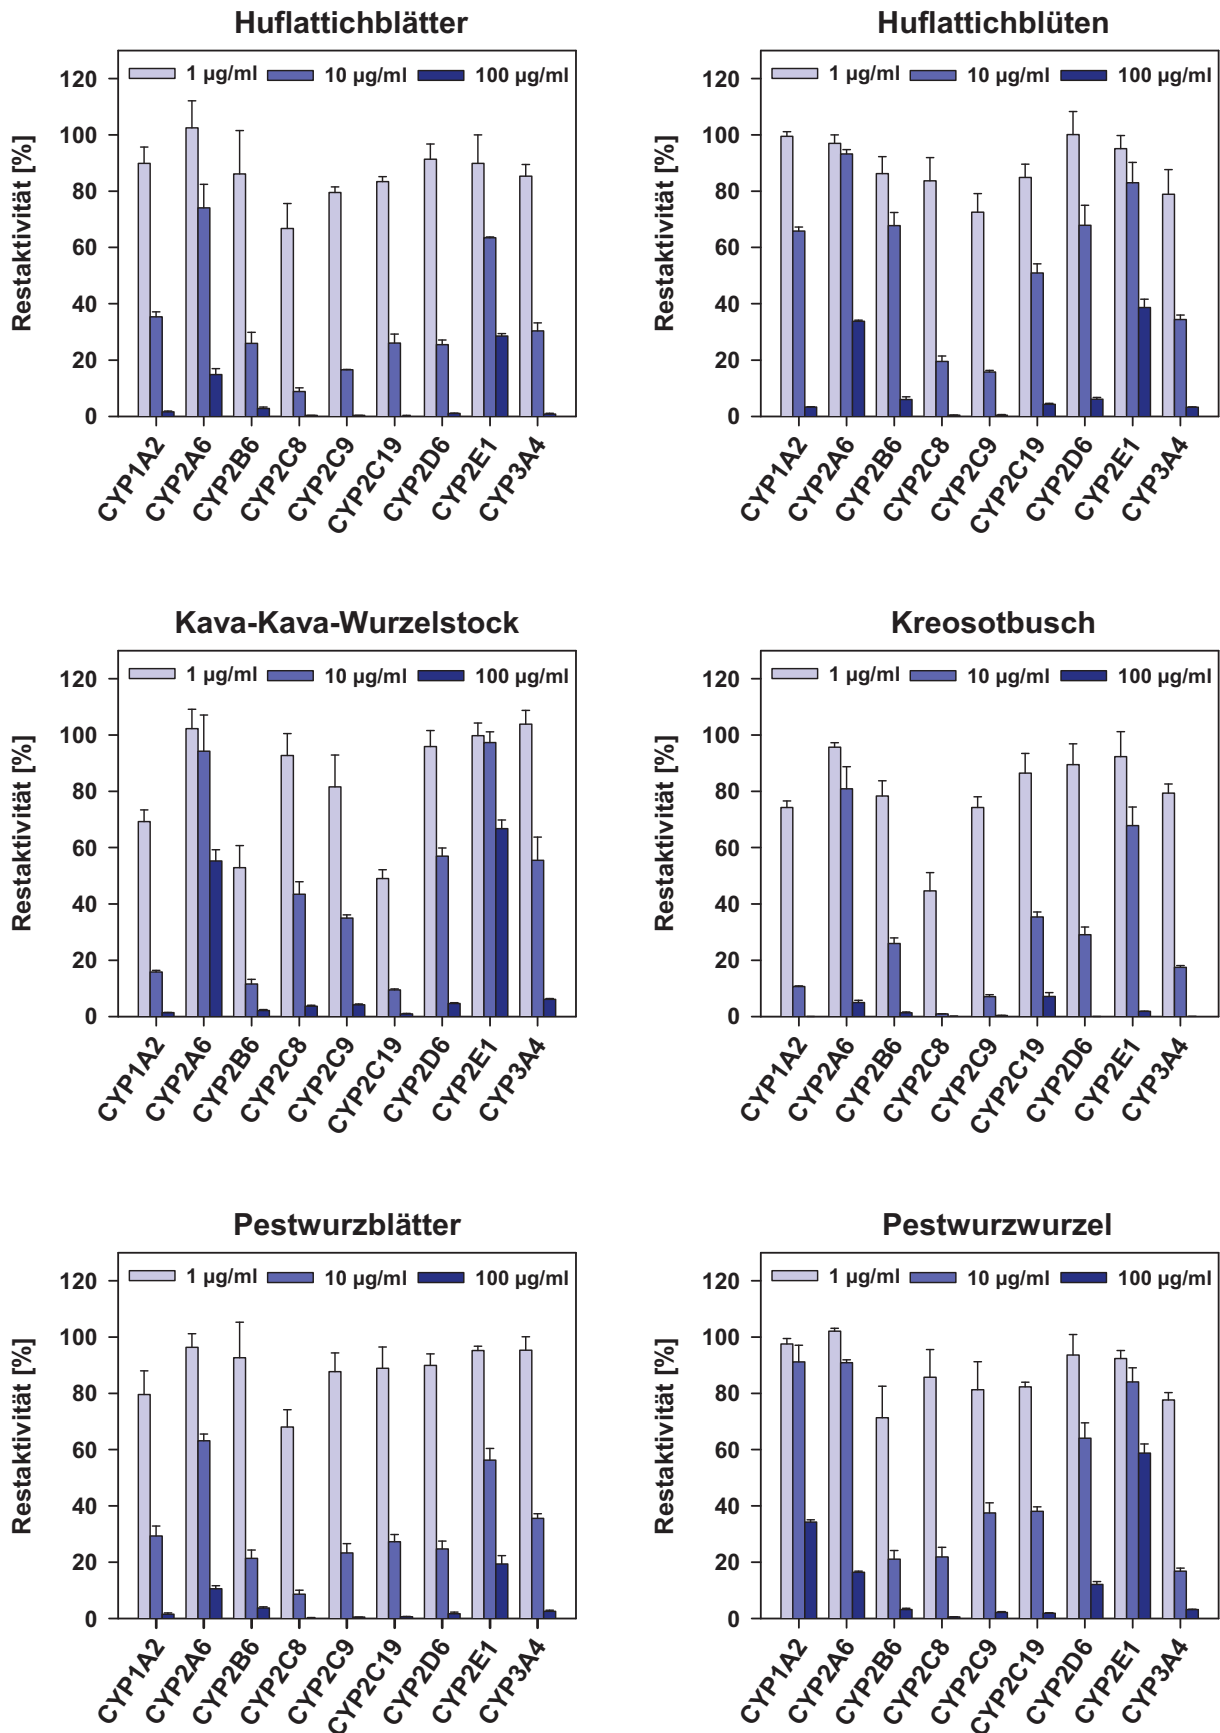 Huflattichblätter
Restaktivität [%]
1 µg/ml 10 µg/ml 100 µg/ml
120
100
80
60
40
20
0
CYP1A2 CYP2A6 CYP2B6 CYP2C8 CYP2C9 CYP2C19 CYP2D6 CYP2E1 CYP3A4
Huflattichblüten
Restaktivität [%]
1 µg/ml 10 µg/ml 100 µg/ml
120
100
80
60
40
20
0
CYP1A2 CYP2A6 CYP2B6 CYP2C8 CYP2C9 CYP2C19 CYP2D6 CYP2E1 CYP3A4
Kava-Kava-Wurzelstock
Restaktivität [%]
1 µg/ml 10 µg/ml 100 µg/ml
120
100
80
60
40
20
0
CYP1A2 CYP2A6 CYP2B6 CYP2C8 CYP2C9 CYP2C19 CYP2D6 CYP2E1 CYP3A4
Kreosotbusch
Restaktivität [%]
1 µg/ml 10 µg/ml 100 µg/ml
120
100
80
60
40
20
0
CYP1A2 CYP2A6 CYP2B6 CYP2C8 CYP2C9 CYP2C19 CYP2D6 CYP2E1 CYP3A4
Pestwurzblätter
Restaktivität [%]
1 µg/ml 10 µg/ml 100 µg/ml
120
100
80
60
40
20
0
CYP1A2 CYP2A6 CYP2B6 CYP2C8 CYP2C9 CYP2C19 CYP2D6 CYP2E1 CYP3A4
Pestwurzwurzel
Restaktivität [%]
1 µg/ml 10 µg/ml 100 µg/ml
120
100
80
60
40
20
0
CYP1A2 CYP2A6 CYP2B6 CYP2C8 CYP2C9 CYP2C19 CYP2D6 CYP2E1 CYP3A4